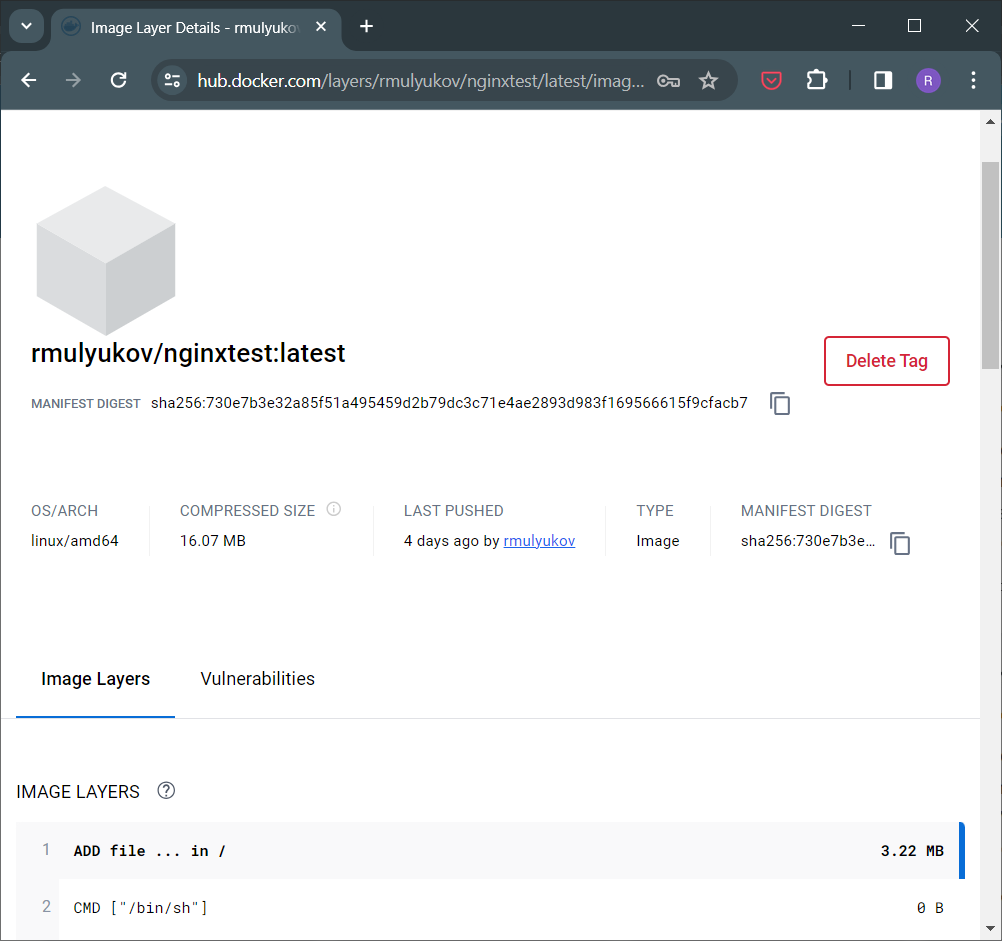 Image Layer Details - rmulyukov
hub.docker.com/layers/rmulyukov/nginxtest/latest/imag...
R
rmulyukov/nginxtest:latest
Delete Tag
MANIFEST DIGEST sha256:730e7b3e32a85f51a495459d2b79dc3c71e4ae2893d983f169566615f9cfacb7
OS/ARCH COMPRESSED SIZE LAST PUSHED TYPE MANIFEST DIGEST
linux/amd64 16.07 MB 4 days ago by rmulyukov Image sha256:730e7b3e...
Image Layers Vulnerabilities
IMAGE LAYERS
1 ADD file ... in / 3.22 MB
2 CMD ["/bin/sh"] 0 B